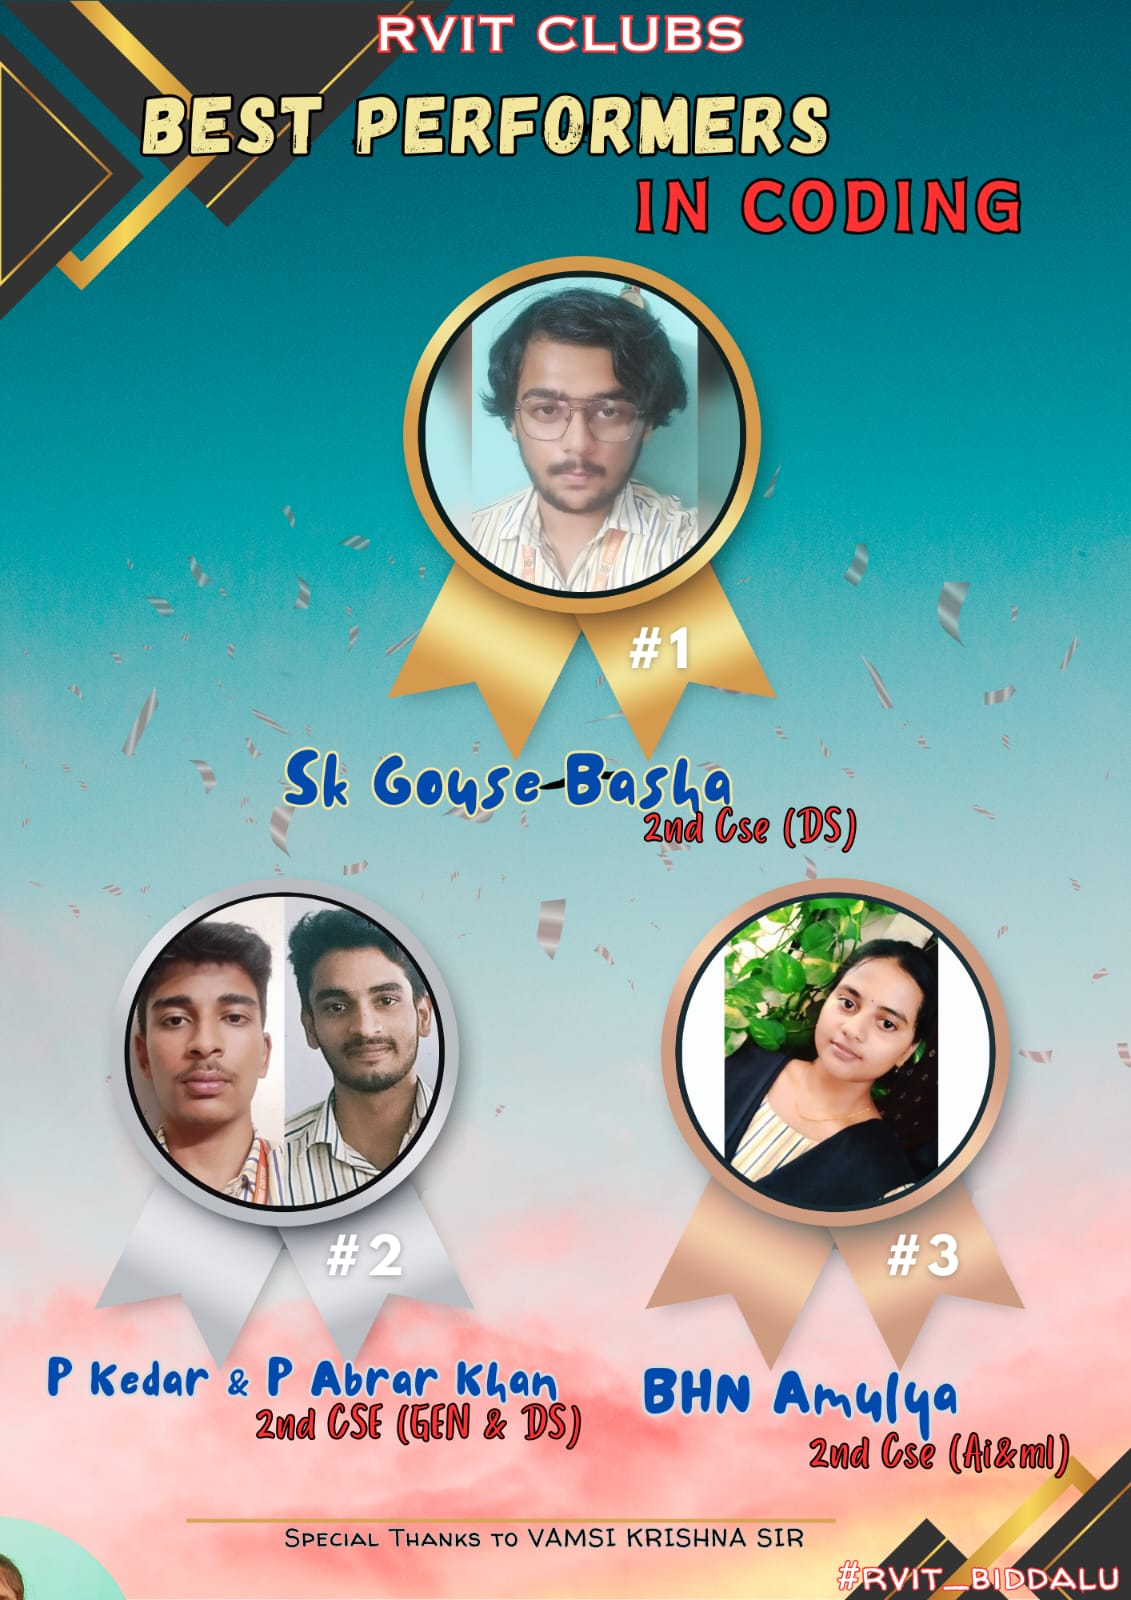 RVIT CLUBS
BEST PERFORMERS
IN CODING
#1
Sk Gouse Basha
2nd Cse (DS)
#2
#3
P Kedar & P Abrar Khan
2nd CSE (GEN & DS)
BHN Amulya
2nd Cse (Ai&ml)
SPECIAL THANKS TO VAMSI KRISHNA SIR
#RVIT_BIDDALU